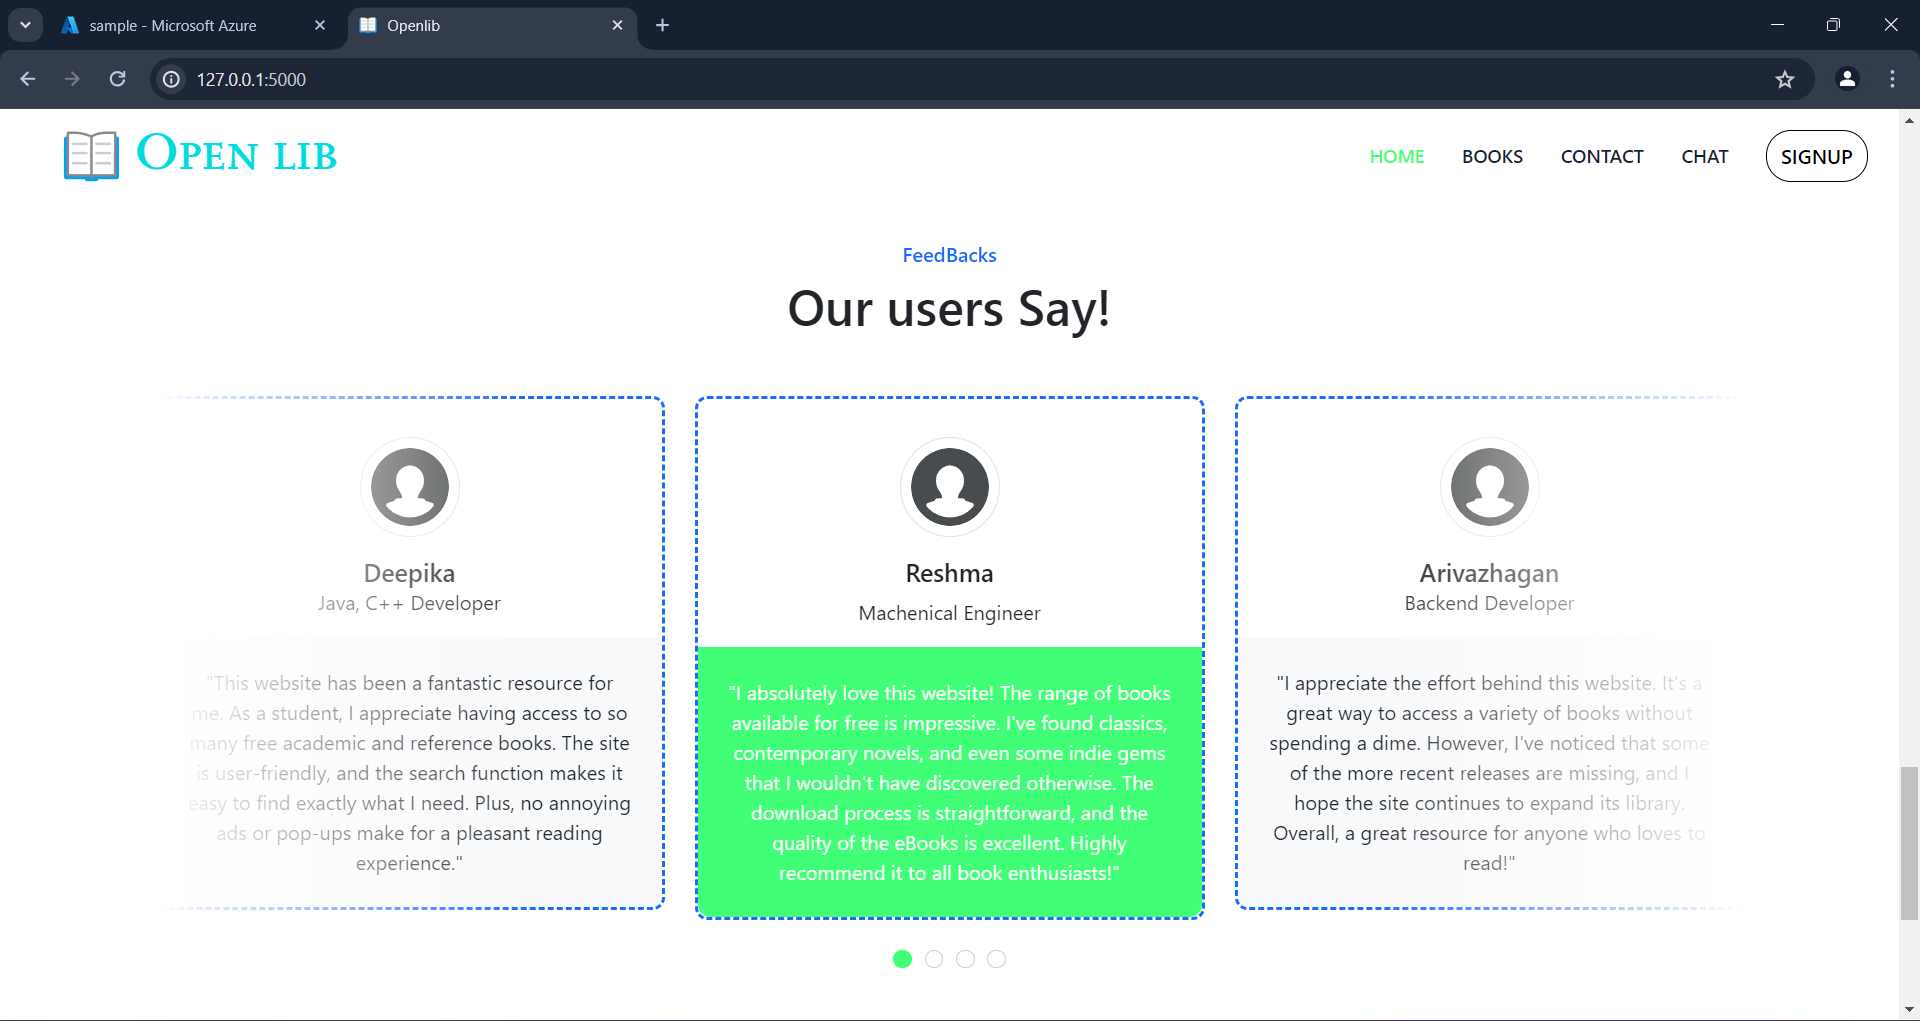 sample - Microsoft Azure
Openlib
127.0.0.1:5000
OPEN LIB
HOME
BOOKS
CONTACT
CHAT
SIGNUP
FeedBacks
Our users Say!
Deepika
Java, C++ Developer
"This website has been a fantastic resource for
me. As a student, I appreciate having access to so
many free academic and reference books. The site
is user-friendly, and the search function makes it
easy to find exactly what I need. Plus, no annoying
ads or pop-ups make for a pleasant reading
experience."
Reshma
Machenical Engineer
"I absolutely love this website! The range of books
available for free is impressive. I've found classics,
contemporary novels, and even some indie gems
that I wouldn't have discovered otherwise. The
download process is straightforward, and the
quality of the eBooks is excellent. Highly
recommend it to all book enthusiasts!"
Arivazhagan
Backend Developer
"I appreciate the effort behind this website. It's a
great way to access a variety of books without
spending a dime. However, I've noticed that some
of the more recent releases are missing, and I
hope the site continues to expand its library.
Overall, a great resource for anyone who loves to
read!"